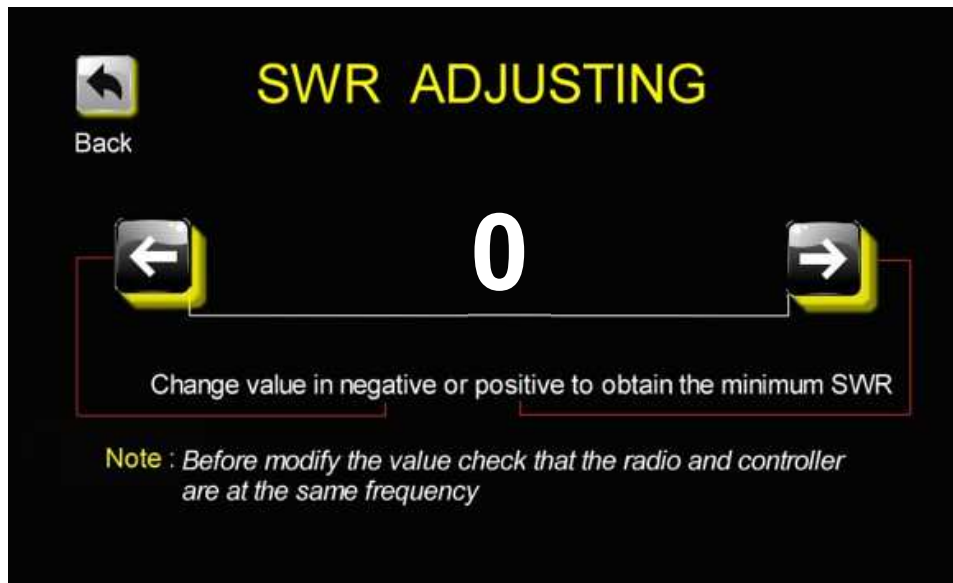 SWR ADJUSTING
Back
0
Change value in negative or positive to obtain the minimum SWR
Note : Before modify the value check that the radio and controller
are at the same frequency